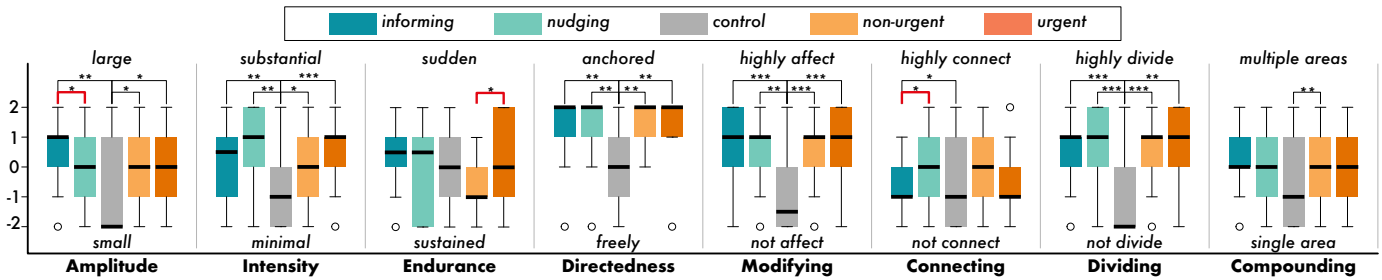 informing nudging control non-urgent urgent
large substantial sudden anchored highly affect highly connect highly divide multiple areas
** * ** *** ** ** *** *** * *** **
* * ** * * ** ** ** *** * *** *** **
2
1
0
-1
-2
small minimal sustained freely not affect not connect not divide single area
Amplitude Intensity Endurance Directedness Modifying Connecting Dividing Compounding